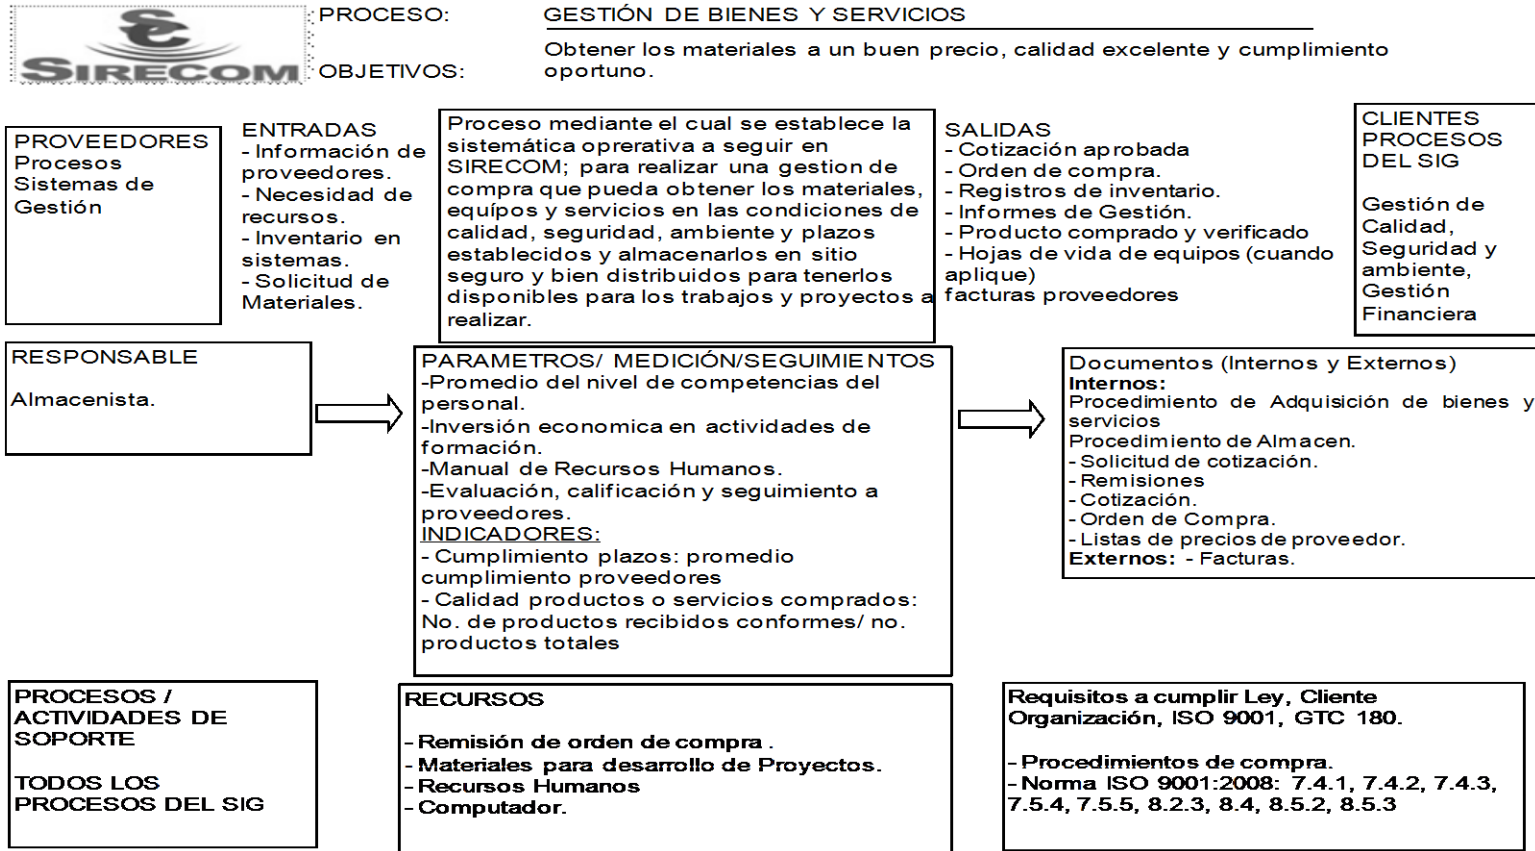 SIRECOM
PROCESO:
GESTIÓN DE BIENES Y SERVICIOS
OBJETIVOS:
Obtener los materiales a un buen precio, calidad excelente y cumplimiento
oportuno.
PROVEEDORES
Procesos
Sistemas de
Gestión
ENTRADAS
- Información de
proveedores.
- Necesidad de
recursos.
- Inventario en
sistemas.
- Solicitud de
Materiales.
Proceso mediante el cual se establece la
sistemática oprerativa a seguir en
SIRECOM; para realizar una gestion de
compra que pueda obtener los materiales,
equípos y servicios en las condiciones de
calidad, seguridad, ambiente y plazos
establecidos y almacenarlos en sitio
seguro y bien distribuidos para tenerlos
disponibles para los trabajos y proyectos a
realizar.
SALIDAS
- Cotización aprobada
- Orden de compra.
- Registros de inventario.
- Informes de Gestión.
- Producto comprado y verificado
- Hojas de vida de equipos (cuando
aplique)
facturas proveedores
CLIENTES
PROCESOS
DEL SIG
Gestión de
Calidad,
Seguridad y
ambiente,
Gestión
Financiera
RESPONSABLE
Almacenista.
PARAMETROS/ MEDICIÓN/SEGUIMIENTOS
-Promedio del nivel de competencias del
personal.
-Inversión economica en actividades de
formación.
-Manual de Recursos Humanos.
-Evaluación, calificación y seguimiento a
proveedores.
INDICADORES:
- Cumplimiento plazos: promedio
cumplimiento proveedores
- Calidad productos o servicios comprados:
No. de productos recibidos conformes/ no.
productos totales
Documentos (Internos y Externos)
Internos:
Procedimiento de Adquisición de bienes y
servicios
Procedimiento de Almacen.
- Solicitud de cotización.
- Remisiones
- Cotización.
- Orden de Compra.
- Listas de precios de proveedor.
Externos: - Facturas.
PROCESOS /
ACTIVIDADES DE
SOPORTE
TODOS LOS
PROCESOS DEL SIG
RECURSOS
- Remisión de orden de compra .
- Materiales para desarrollo de Proyectos.
- Recursos Humanos
- Computador.
Requisitos a cumplir Ley, Cliente
Organización, ISO 9001, GTC 180.
- Procedimientos de compra.
- Norma ISO 9001:2008: 7.4.1, 7.4.2, 7.4.3,
7.5.4, 7.5.5, 8.2.3, 8.4, 8.5.2, 8.5.3